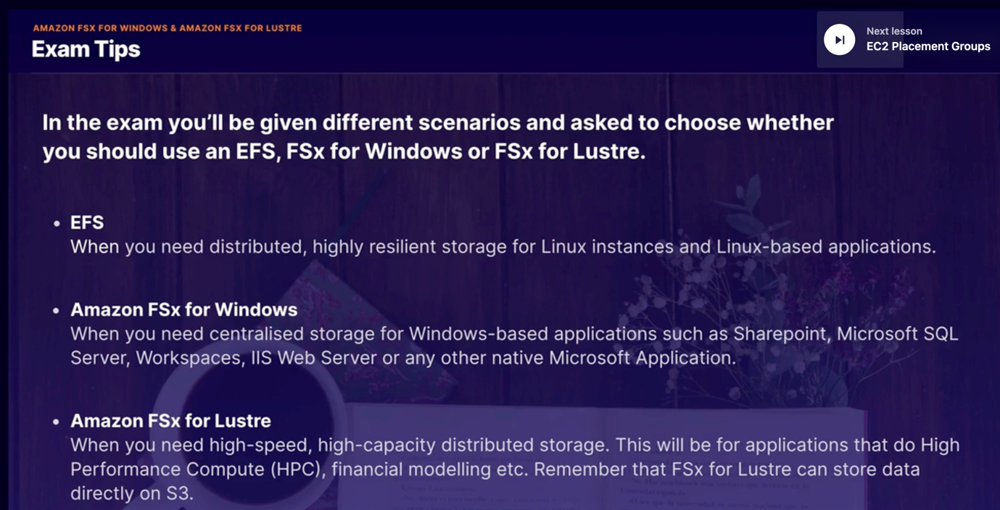 AMAZON FSX FOR WINDOWS & AMAZON FSX FOR LUSTRE
Exam Tips
Next lesson
EC2 Placement Groups
In the exam you’ll be given different scenarios and asked to choose whether
you should use an EFS, FSx for Windows or FSx for Lustre.
• EFS
When you need distributed, highly resilient storage for Linux instances and Linux-based applications.
• Amazon FSx for Windows
When you need centralised storage for Windows-based applications such as Sharepoint, Microsoft SQL
Server, Workspaces, IIS Web Server or any other native Microsoft Application.
• Amazon FSx for Lustre
When you need high-speed, high-capacity distributed storage. This will be for applications that do High
Performance Compute (HPC), financial modelling etc. Remember that FSx for Lustre can store data
directly on S3.